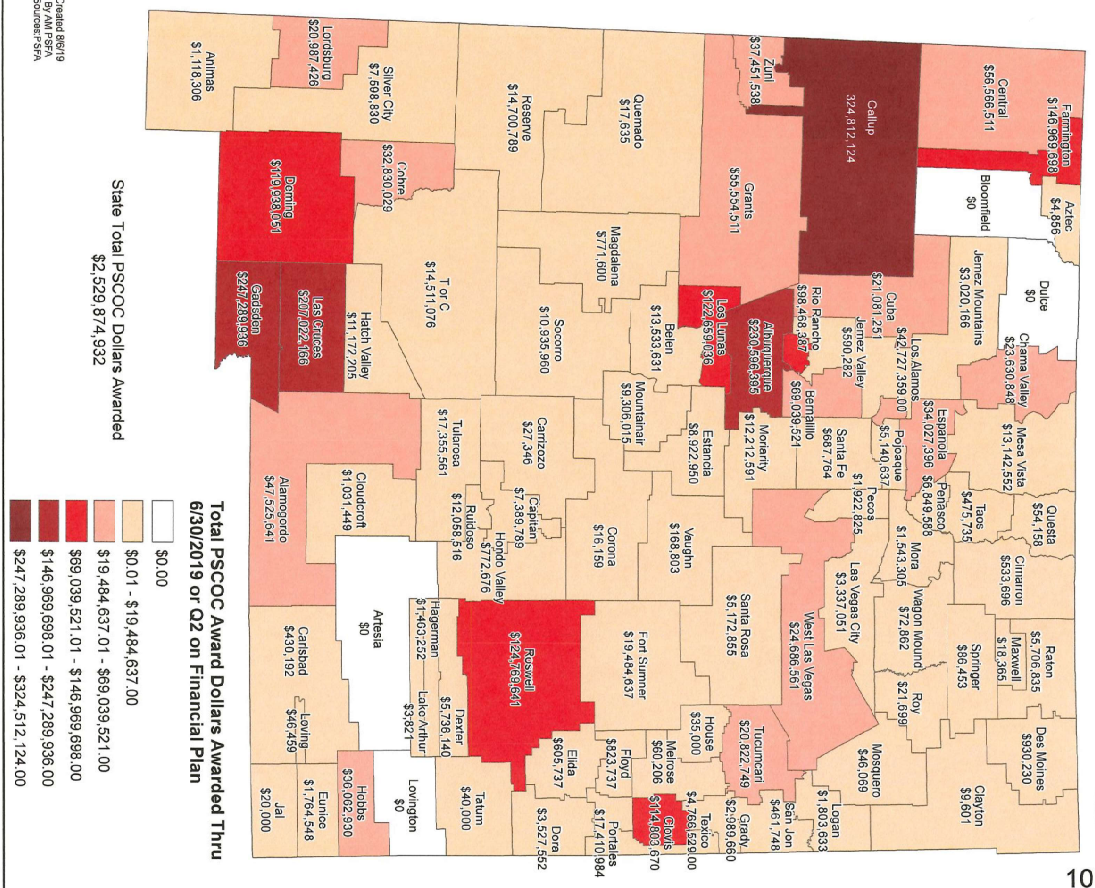 10
Farmington
$146,969,698
Aztec
$4,856
Dulce
$0
Chama Valley
$23,630,848
Mesa Vista
$13,142,552
Questa
$54,158
Cimarron
$533,696
Raton
$5,706,835
Maxwell
$18,365
Des Moines
$930,230
Clayton
$9,601
Central
$56,566,511
Bloomfield
$0
Jemez Mountains
$3,020,166
Espanola
$34,027,396
Penasco
$6,849,588
Taos
$475,735
Springer
$96,453
Gallup
324,812,124
Cuba
$21,081,251
Los Alamos
$42,727,359.00
Pojoaque
$5,140,637
Mora
$1,543,305
Wagon Mound
$72,862
Roy
$21,699
Mosquero
$46,069
Jemez Valley
$590,282
Santa Fe
$687,764
Pecos
$1,922,825
Las Vegas City
$3,337,051
Logan
$1,803,633
Zuni
$37,451,538
Rio Rancho
$98,468,387
Bernalillo
$69,039,521
West Las Vegas
$24,686,561
San Jon
$461,748
Grants
$55,554,511
Albuquerque
$230,596,395
Moriarity
$12,212,591
Santa Rosa
$5,172,855
Tucumcari
$20,822,749
Grady
$2,989,660
Los Lunas
$122,659,036
Estancia
$8,922,950
Vaughn
$168,803
House
$35,000
Texico
$4,766,529.00
Quemado
$17,635
Magdalena
$771,600
Belen
$13,533,631
Mountainair
$9,306,015
Fort Sumner
$19,484,637
Melrose
$60,206
Clovis
$114,803,670
Corona
$16,159
Floyd
$823,737
Portales
$17,410,984
Reserve
$14,700,789
Socorro
$10,935,960
Carrizozo
$27,346
Capitan
$7,389,789
Roswell
$124,769,641
Elida
$605,737
Dora
$3,527,552
T or C
$14,511,076
Tularosa
$17,355,561
Ruidoso
$12,058,516
Hondo Valley
$772,676
Dexter
$5,736,140
Tatum
$40,000
Silver City
$7,508,830
Cobre
$32,830,029
Hagerman
$1,403,252
Lake Arthur
$3,821
Lordsburg
$20,987,426
Hatch Valley
$11,172,205
Cloudcroft
$1,011,449
Artesia
$0
Lovington
$0
Deming
$119,938,051
Las Cruces
$207,022,166
Alamogordo
$47,525,641
Carlsbad
$430,192
Loving
$46,459
Hobbs
$36,062,930
Eunice
$1,764,548
Jal
$20,000
Animas
$1,118,306
Gadsden
$247,289,936
State Total PSCOC Dollars Awarded
$2,529,874,932
Total PSCOC Award Dollars Awarded Thru
6/30/2019 or Q2 on Financial Plan
$0.00
$0.01 - $19,484,637.00
$19,484,637.01 - $69,039,521.00
$69,039,521.01 - $146,969,698.00
$146,969,698.01 - $247,289,936.00
$247,289,936.01 - $324,512,124.00
Created 8/6/19
By AM PSFA
Sources:PSFA